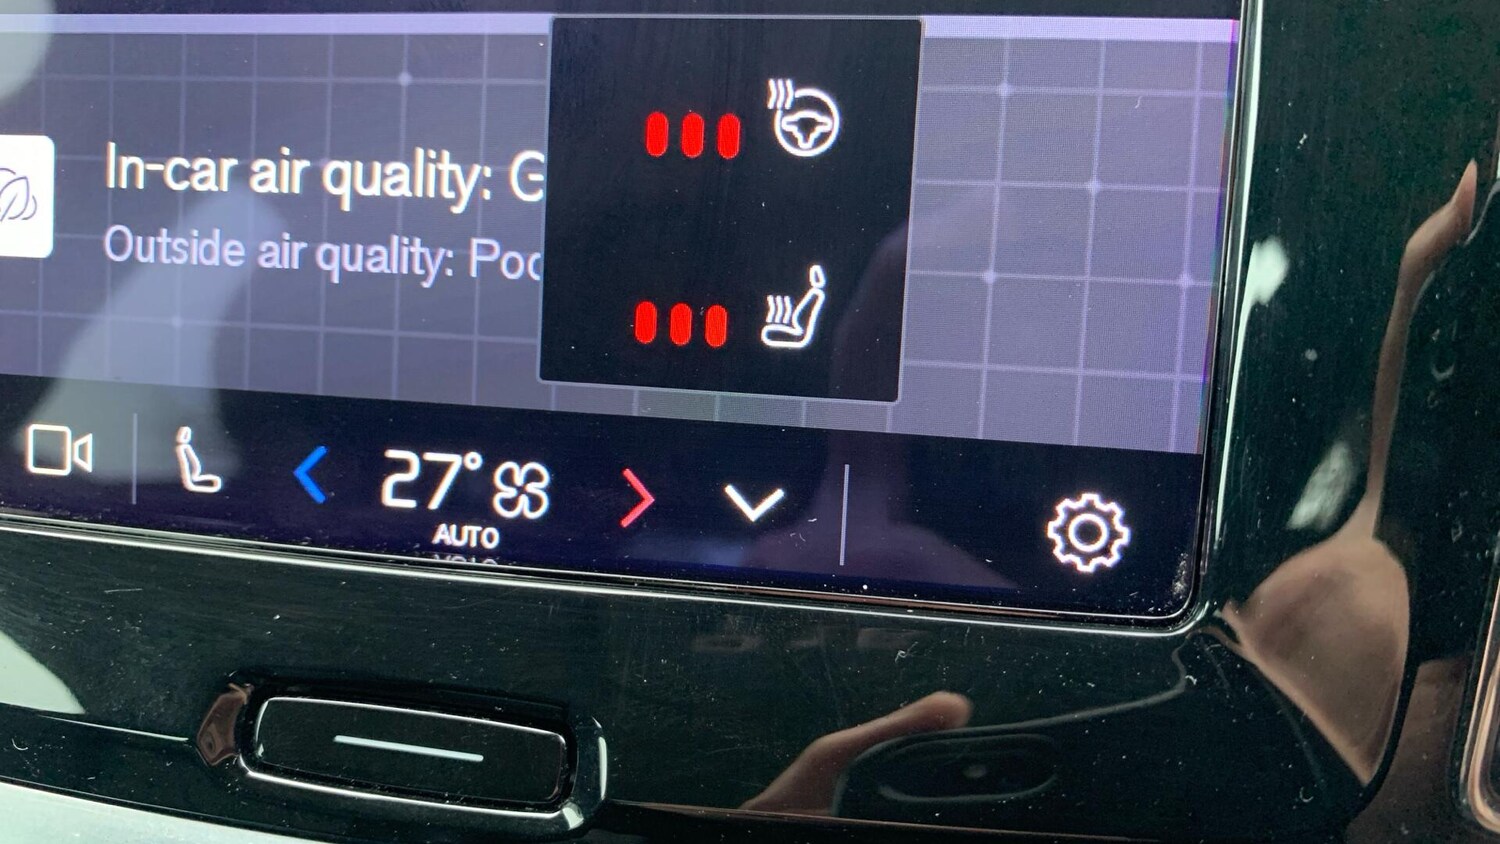 In-car air quality: G
Outside air quality: Poo
27°
AUTO